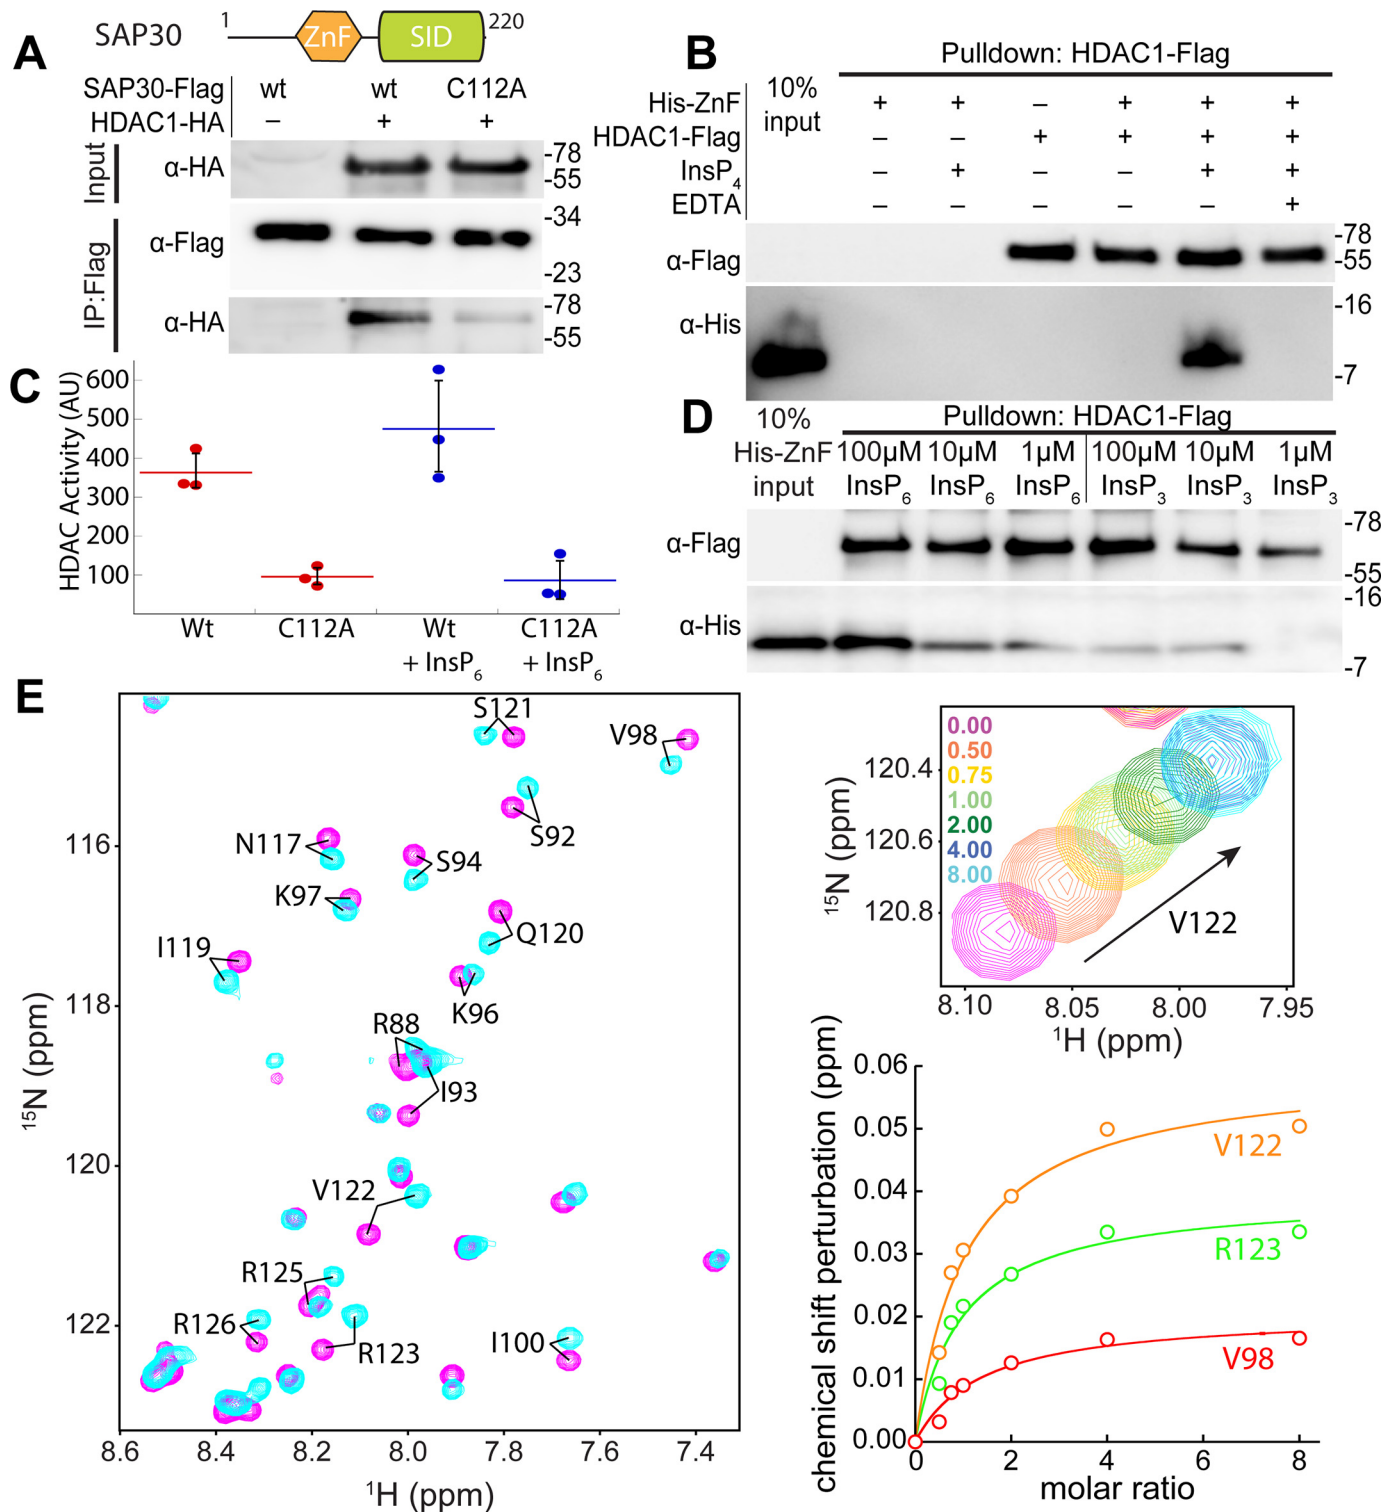 A
SAP30
1
ZnF
SID
220
SAP30-Flag wt wt C112A
HDAC1-HA – + +
Input
α-HA
-78
-55
IP:Flag
α-Flag
-34
-23
α-HA
-78
-55
B
Pulldown: HDAC1-Flag
10%
input
His-ZnF + + – + + +
HDAC1-Flag – – + + + +
InsP4 – + – – + +
EDTA – – – – – +
α-Flag
-78
-55
α-His
-16
-7
C
HDAC Activity (AU)
600
500
400
300
200
100
Wt
C112A
Wt
+ InsP6
C112A
+ InsP6
D
10%
His-ZnF
input
Pulldown: HDAC1-Flag
100µM 10µM 1µM 100µM 10µM 1µM
InsP6 InsP6 InsP6 InsP3 InsP3 InsP3
α-Flag
-78
-55
α-His
-16
-7
E
S121
V98
S92
N117
S94
K97
Q120
I119
K96
R88
I93
V122
R125
R126
R123
I100
15N (ppm)
116
118
120
122
8.6 8.4 8.2 8.0 7.8 7.6 7.4
1H (ppm)
0.00
0.50
0.75
1.00
2.00
4.00
8.00
V122
15N (ppm)
120.4
120.6
120.8
8.10 8.05 8.00 7.95
1H (ppm)
chemical shift perturbation (ppm)
0.06
0.05
0.04
0.03
0.02
0.01
0.00
V122
R123
V98
0 2 4 6 8
molar ratio